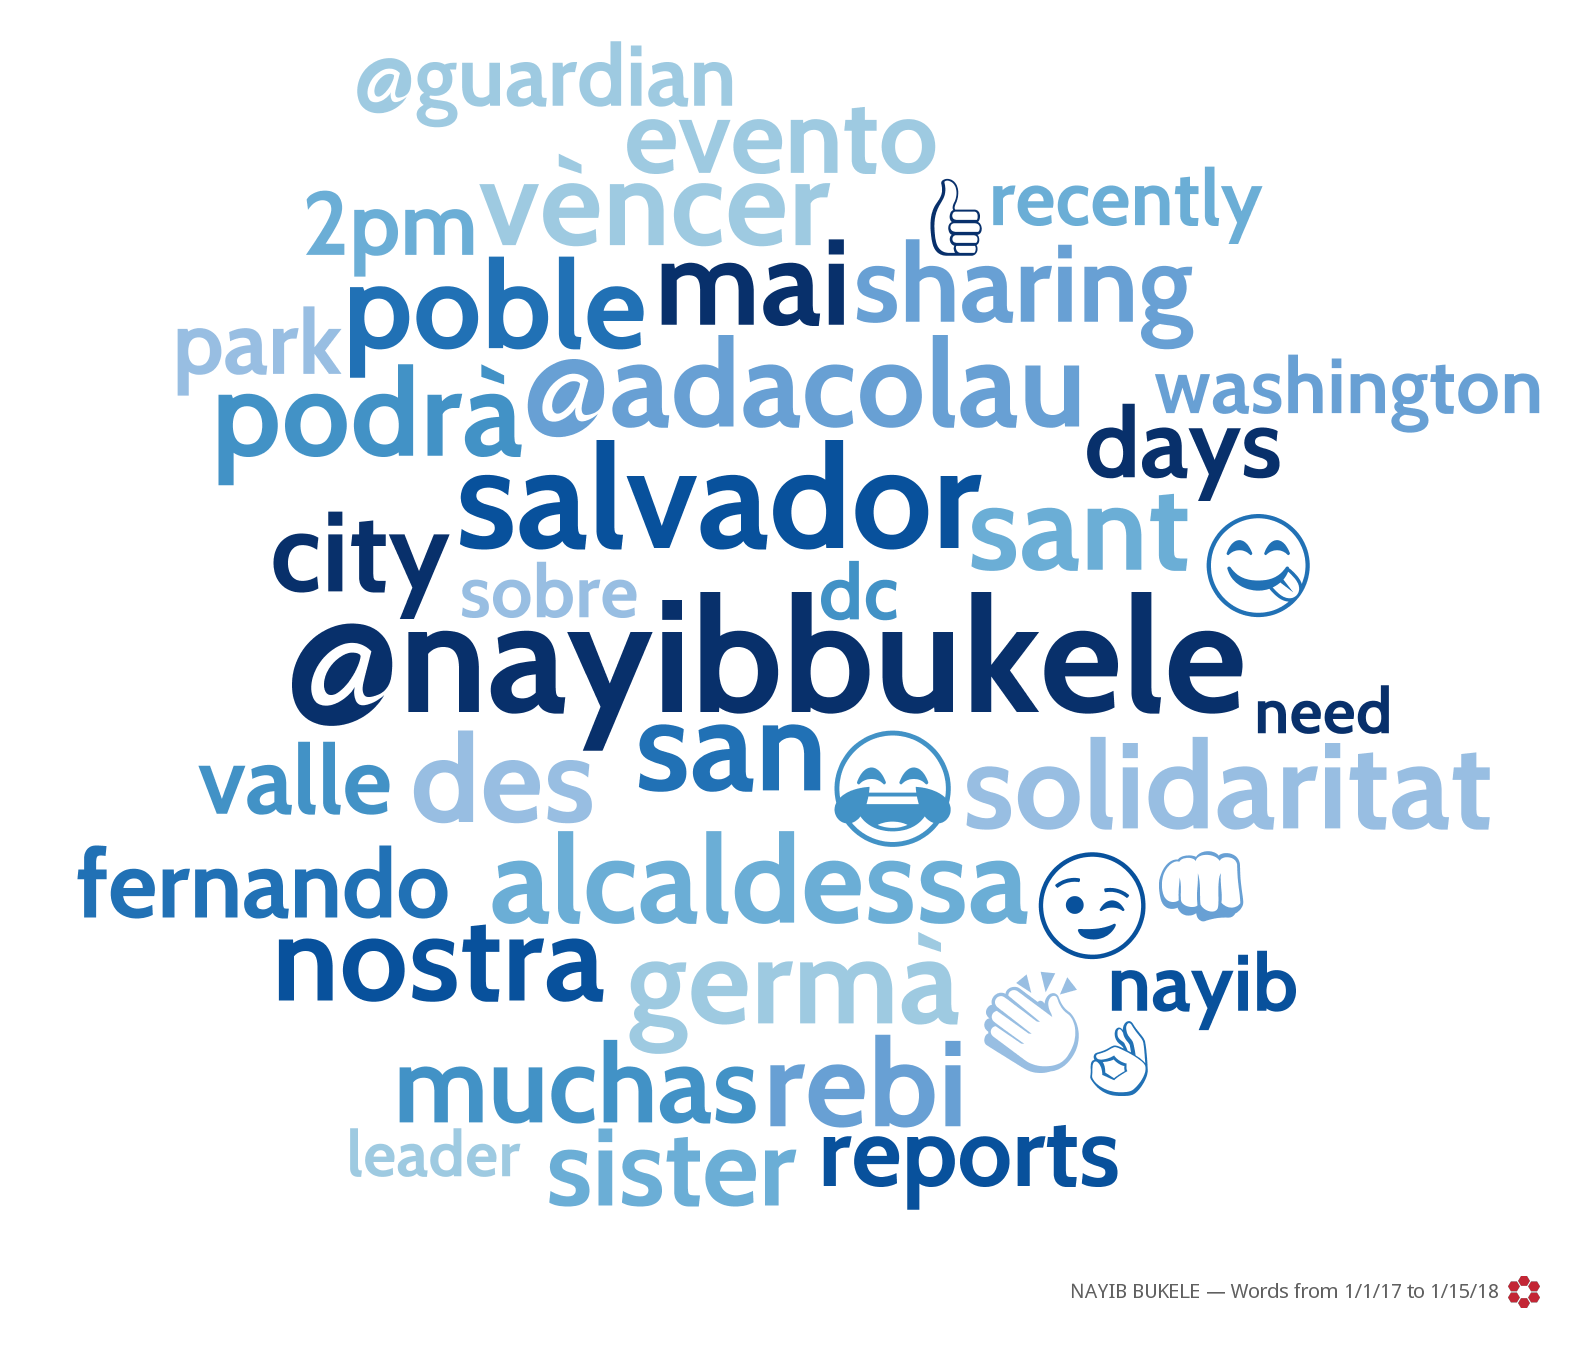 @guardian
evento
vèncer
2pm
recently
mai
sharing
poble
park
@adacolau
washington
podrà
days
salvador
sant
city
sobre
dc
@nayibbukele
need
san
valle
des
solidaritat
alcaldessa
fernando
nostra
germà
nayib
muchas
rebi
leader
sister
reports
NAYIB BUKELE — Words from 1/1/17 to 1/15/18